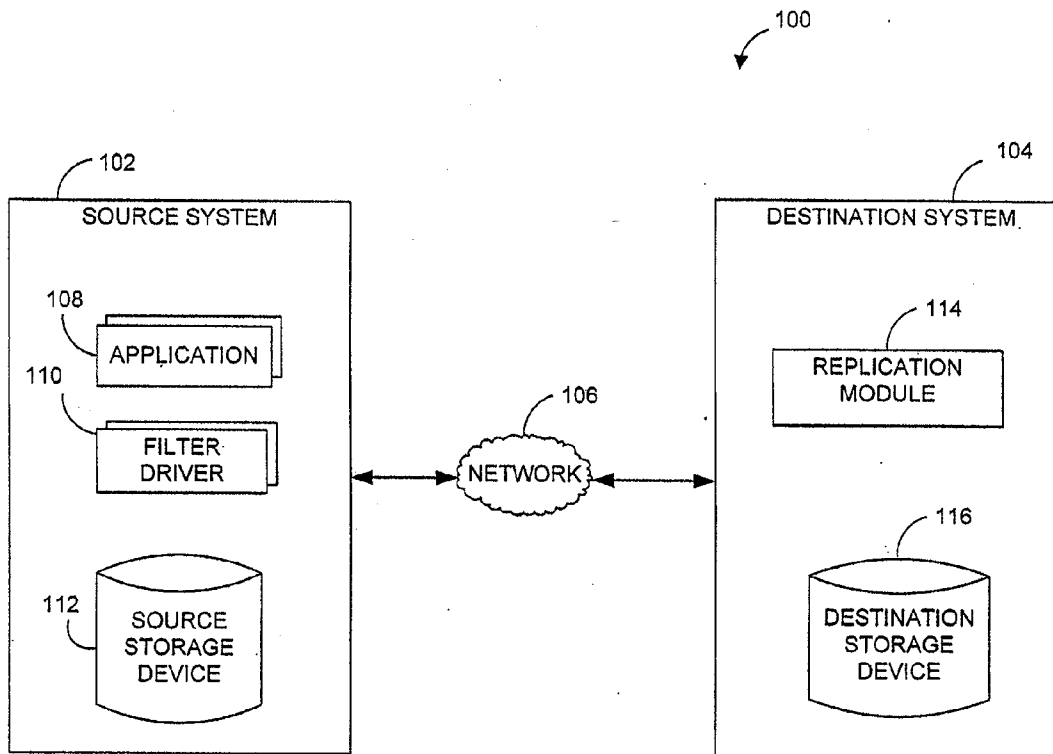 100
102
104
SOURCE SYSTEM
DESTINATION SYSTEM
108
APPLICATION
110
FILTER
DRIVER
112
SOURCE
STORAGE
DEVICE
106
NETWORK
114
REPLICATION
MODULE
116
DESTINATION
STORAGE
DEVICE